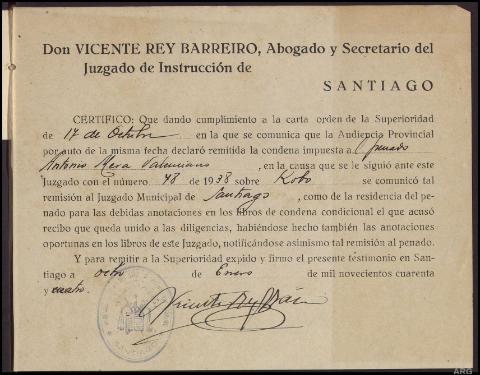 Don VICENTE REY BARREIRO, Abogado y Secretario del
Juzgado de Instrucción de
SANTIAGO
CERTIFICO: Que dando cumplimiento a la carta orden de la Superioridad
de 17 de Octubre en la que se comunica que la Audiencia Provincial
por auto de la misma fecha declaró remitida la condena impuesta a l penado
Antonio Mera Valenciano, en la causa que se le siguió ante este
Juzgado con el número 48 de 1938 sobre Robo se comunicó tal
remisión al Juzgado Municipal de Santiago, como de la residencia del pe-
nado para las debidas anotaciones en los libros de condena condicional el que acusó
recibo que queda unido a las diligencias, habiéndose hecho también las anotaciones
oportunas en los libros de este Juzgado, notificándose asimismo tal remisión al penado.
Y para remitir a la Superioridad expido y firmo el presente testimonio en San-
tiago a ocho de Enero de mil novecientos cuarenta
y cuatro.
Vicente Rey
SANTIAGO
ARG